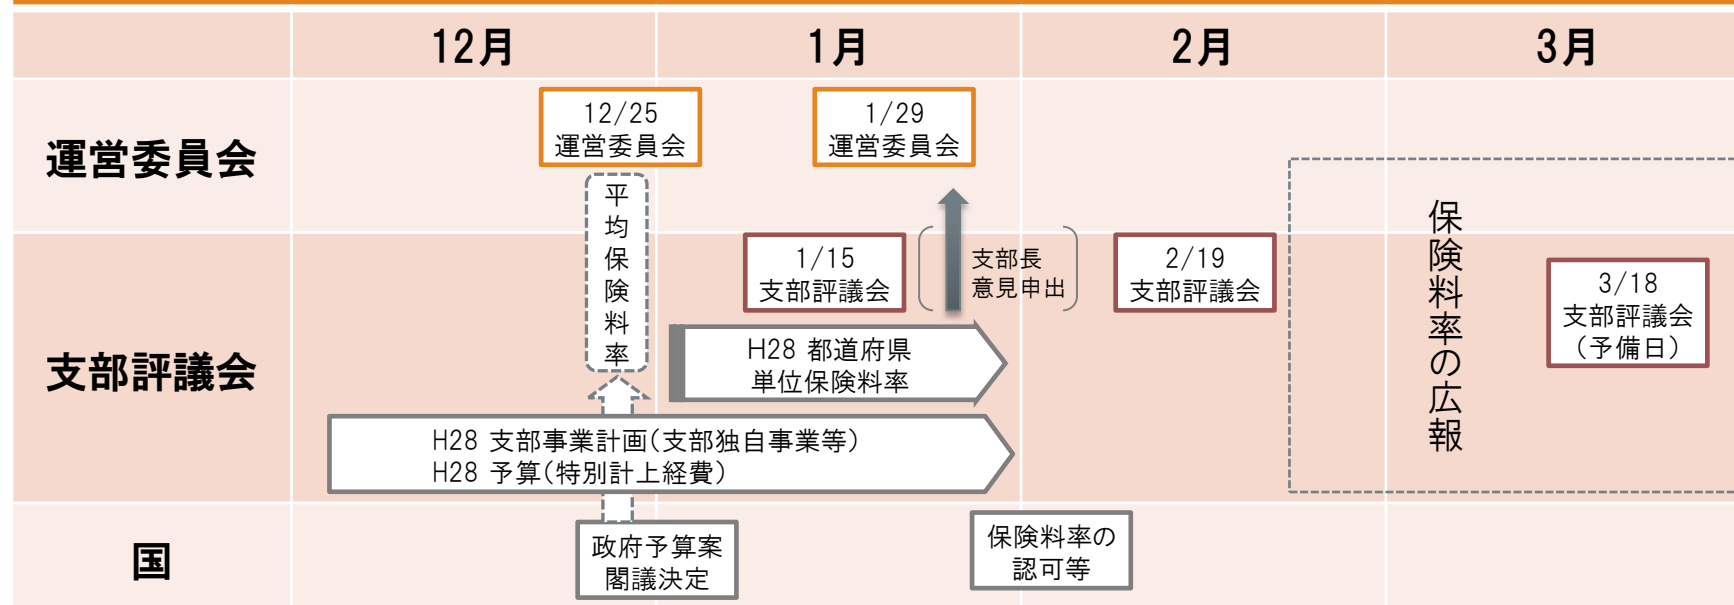 12月
1月
2月
3月
運営委員会
12/25
運営委員会
1/29
運営委員会
平均保険料率
支部評議会
1/15
支部評議会
支部長
意見申出
2/19
支部評議会
保険料率の広報
3/18
支部評議会
（予備日）
H28 都道府県
単位保険料率
H28 支部事業計画（支部独自事業等）
H28 予算（特別計上経費）
国
政府予算案
閣議決定
保険料率の
認可等